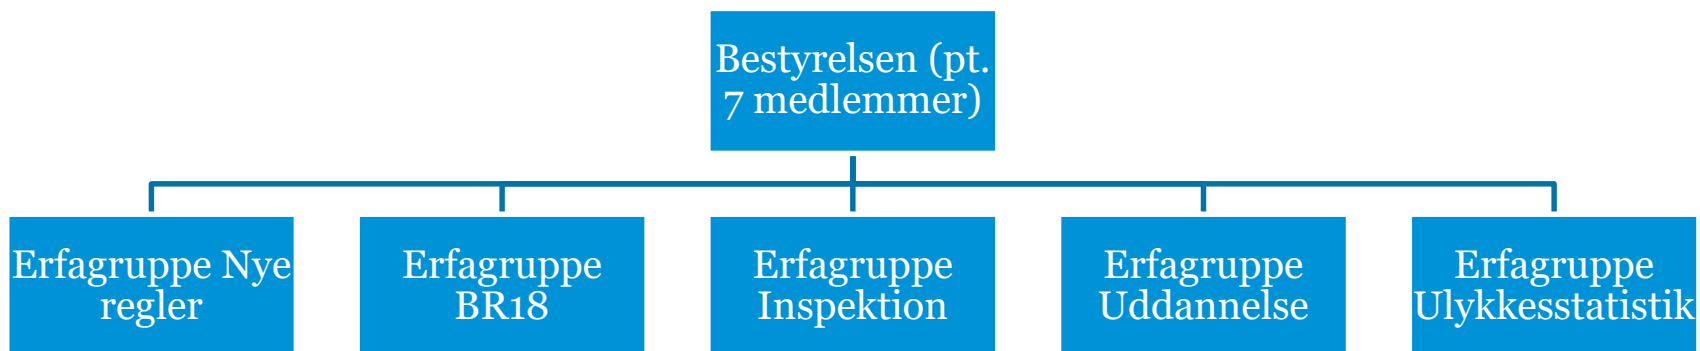 Bestyrelsen (pt.
7 medlemmer)
Erfagruppe Nye
regler
Erfagruppe
BR18
Erfagruppe
Inspektion
Erfagruppe
Uddannelse
Erfagruppe
Ulykkesstatistik